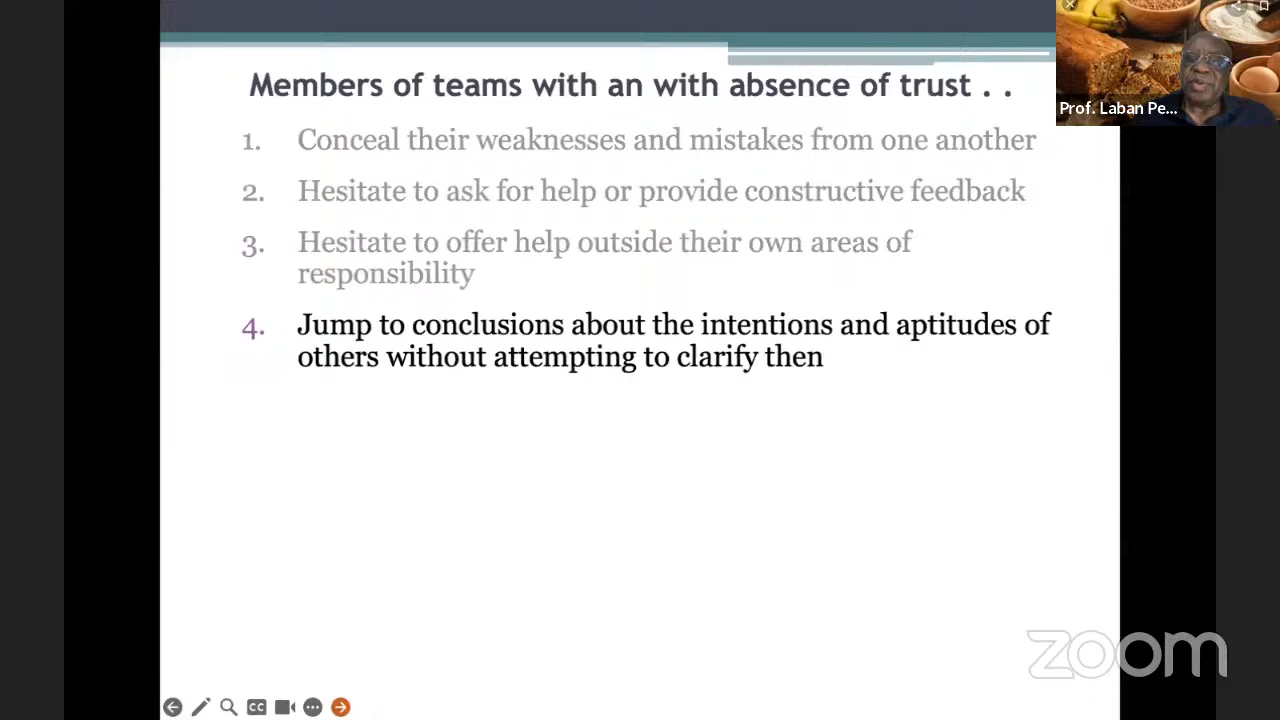 Members of teams with an with absence of trust . .
1. Conceal their weaknesses and mistakes from one another
2. Hesitate to ask for help or provide constructive feedback
3. Hesitate to offer help outside their own areas of
responsibility
4. Jump to conclusions about the intentions and aptitudes of
others without attempting to clarify then
Prof. Laban Pe...
zoom
CC